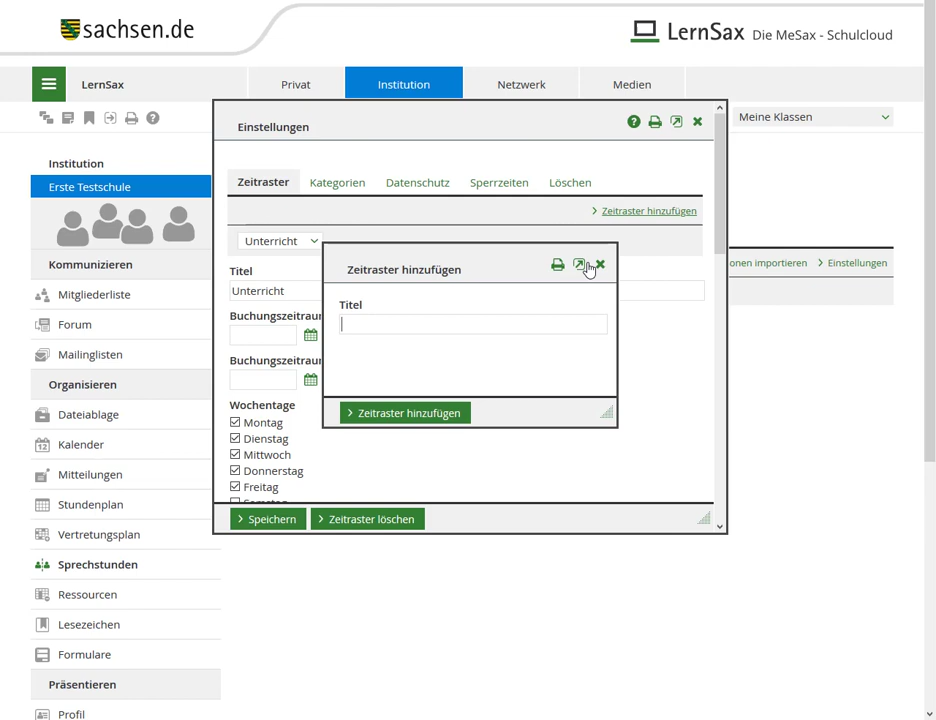 sachsen.de
LernSax Die MeSax - Schulcloud
LernSax
Privat
Institution
Netzwerk
Medien
Meine Klassen
Institution
Erste Testschule
Kommunizieren
Mitgliederliste
Forum
Mailinglisten
Organisieren
Dateiablage
12 Kalender
Mitteilungen
Stundenplan
Vertretungsplan
Sprechstunden
Ressourcen
Lesezeichen
Formulare
Präsentieren
Profil
Einstellungen
Zeitraster
Kategorien
Datenschutz
Sperrzeiten
Löschen
Zeitraster hinzufügen
Unterricht
Titel
Unterricht
Buchungszeitraum
Buchungszeitraum
Wochentage
Montag
Dienstag
Mittwoch
Donnerstag
Freitag
Samstag
Speichern
Zeitraster löschen
Zeitraster hinzufügen
Titel
Zeitraster hinzufügen
onen importieren
Einstellungen